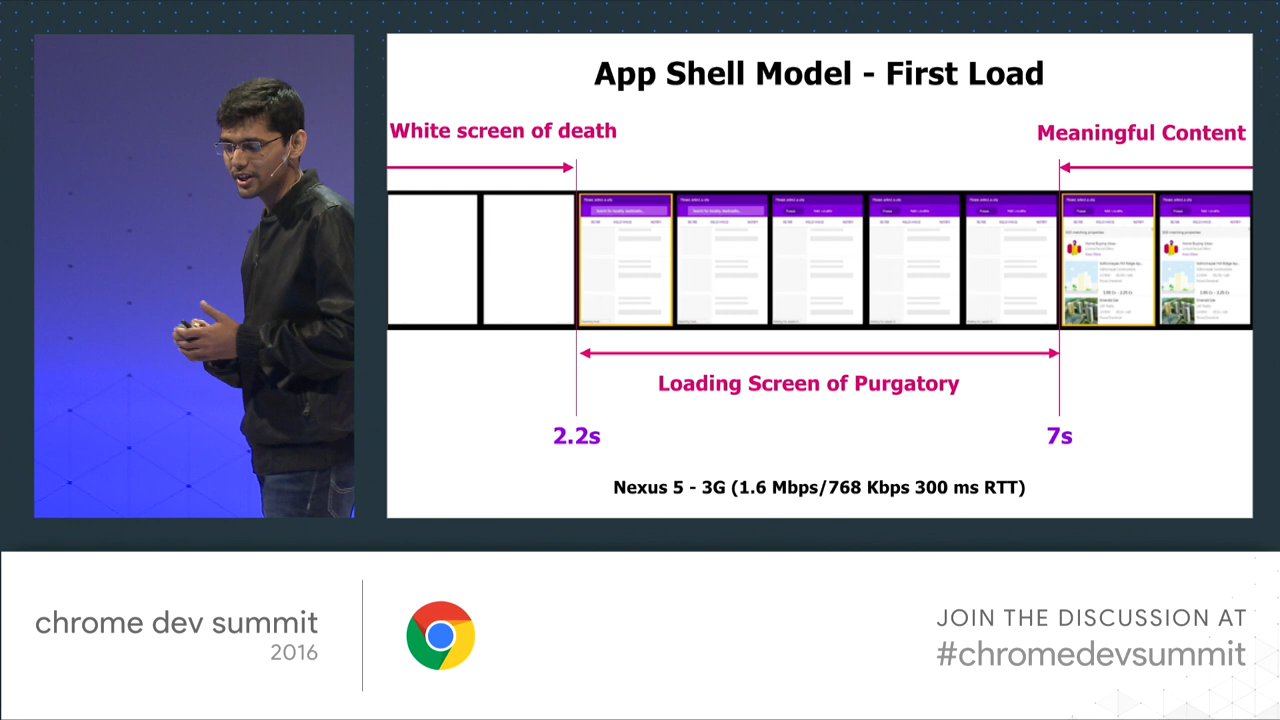 App Shell Model - First Load
White screen of death
Meaningful Content
Loading Screen of Purgatory
2.2s
7s
Nexus 5 - 3G (1.6 Mbps/768 Kbps 300 ms RTT)
chrome dev summit
2016
JOIN THE DISCUSSION AT
#chromedevsummit